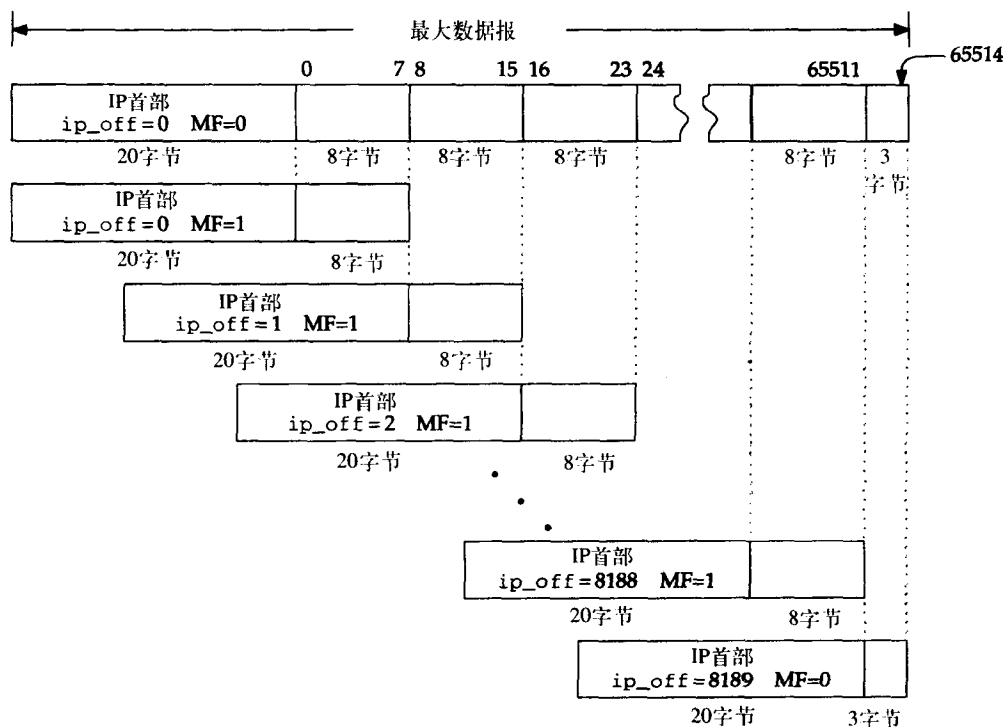 最大数据报
0 7 8 15 16 23 24 65511 65514
IP首部
ip_off=0 MF=0
20字节 8字节 8字节 8字节 8字节 3
字节
IP首部
ip_off=0 MF=1
20字节 8字节
IP首部
ip_off=1 MF=1
20字节 8字节
IP首部
ip_off=2 MF=1
20字节 8字节
IP首部
ip_off=8188 MF=1
20字节 8字节
IP首部
ip_off=8189 MF=0
20字节 3字节